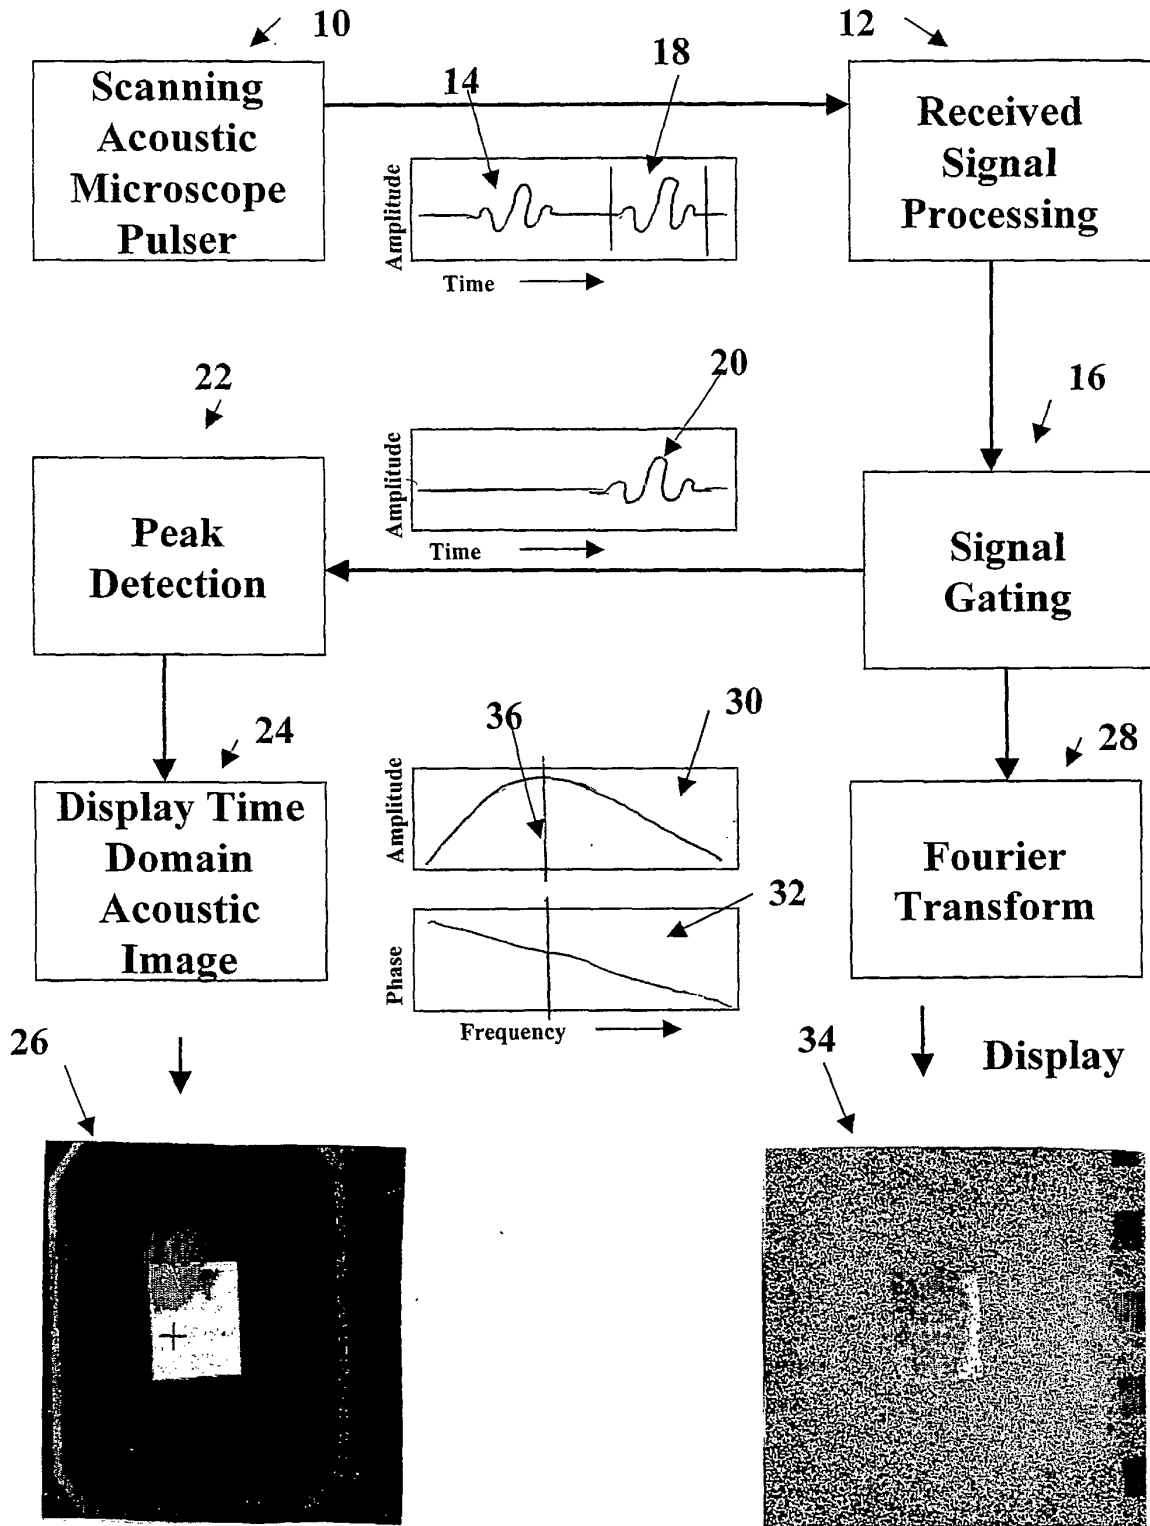 10
12
Scanning
Acoustic
Microscope
Pulser
14
18
Amplitude
Time
Received
Signal
Processing
22
20
16
Peak
Detection
Amplitude
Time
Signal
Gating
24
36
30
28
Display Time
Domain
Acoustic
Image
Amplitude
32
Phase
Frequency
Fourier
Transform
26
34
Display